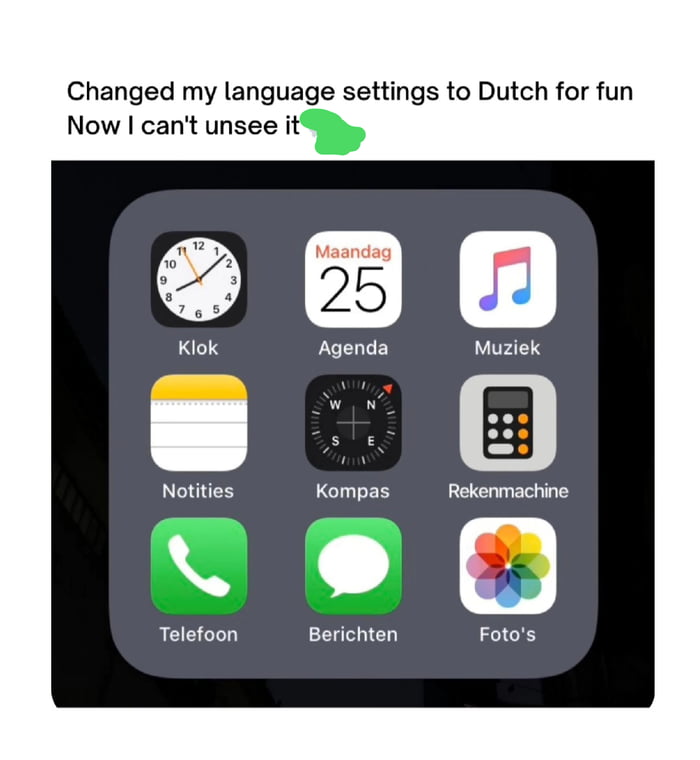 Changed my language settings to Dutch for fun
Now I can't unsee it
11 12 1
10 2
9 3
8 4
7 6 5
Maandag
25
Klok Agenda Muziek
W N
S E
Notities Kompas Rekenmachine
Telefoon Berichten Foto's